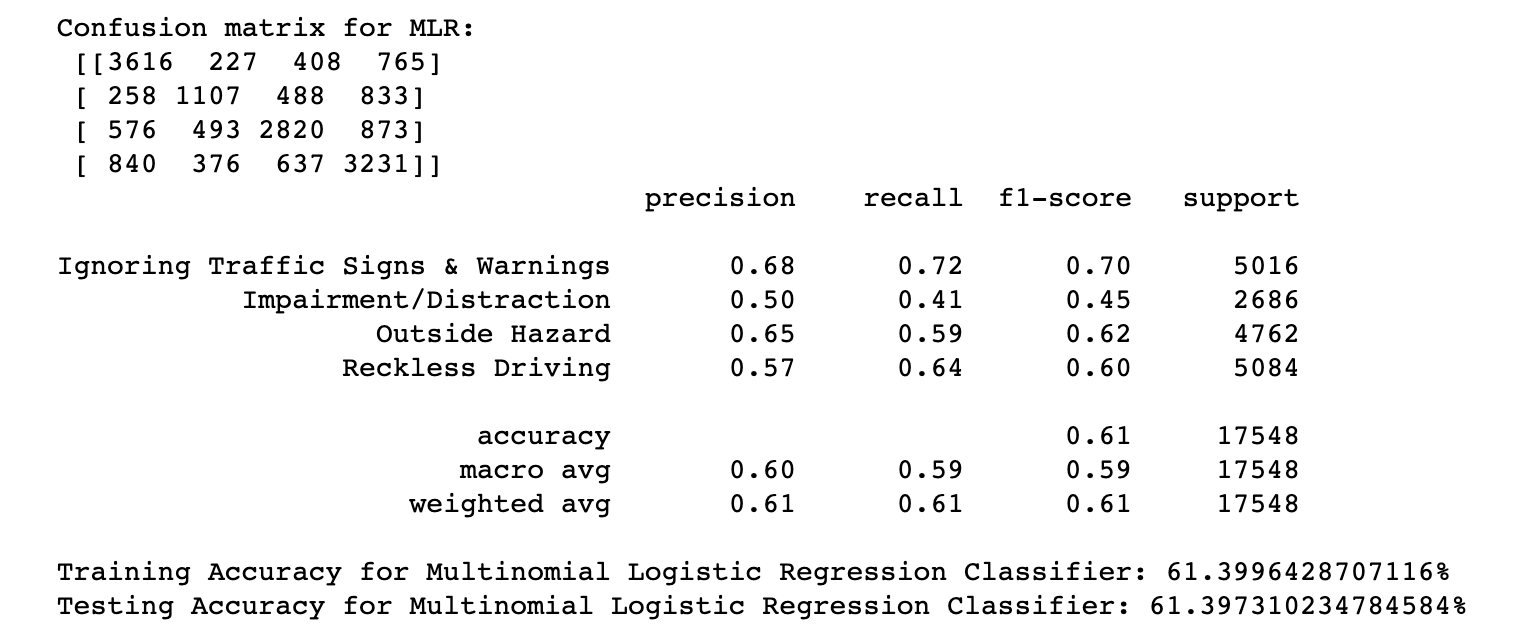 Confusion matrix for MLR:
[[3616 227 408 765]
[ 258 1107 488 833]
[ 576 493 2820 873]
[ 840 376 637 3231]]
precision recall f1-score support
Ignoring Traffic Signs & Warnings 0.68 0.72 0.70 5016
Impairment/Distraction 0.50 0.41 0.45 2686
Outside Hazard 0.65 0.59 0.62 4762
Reckless Driving 0.57 0.64 0.60 5084
accuracy 0.61 17548
macro avg 0.60 0.59 0.59 17548
weighted avg 0.61 0.61 0.61 17548
Training Accuracy for Multinomial Logistic Regression Classifier: 61.3996428707116%
Testing Accuracy for Multinomial Logistic Regression Classifier: 61.397310234784584%